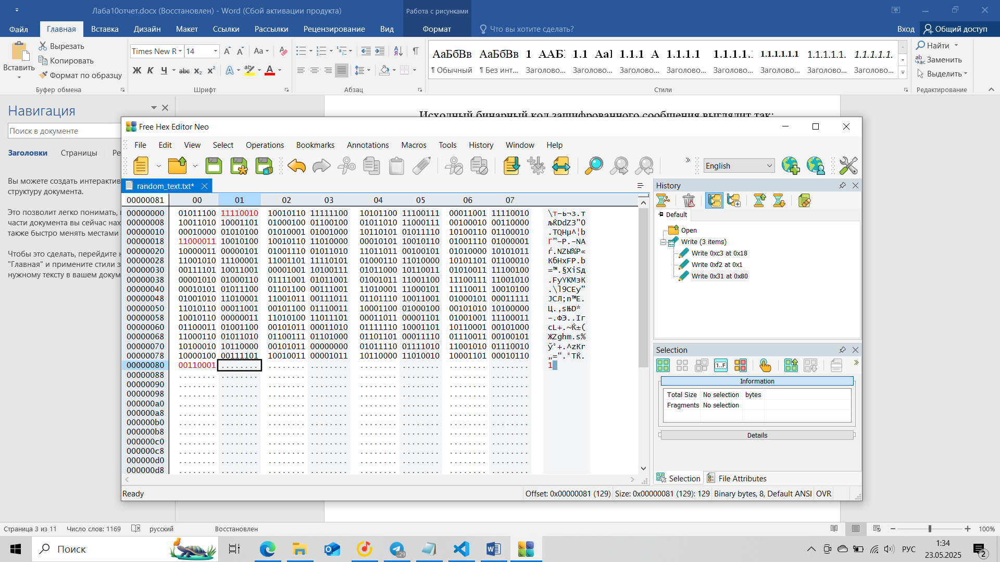 Лаба10отчет.docx (Восстановлен) - Word (Сбой активации продукта)
Работа с рисунками
Файл Главная Вставка Дизайн Макет Ссылки Рассылки Рецензирование Вид Формат Что вы хотите сделать? Вход Общий доступ
Вставить
Вырезать
Копировать
Формат по образцу
Буфер обмена
Times New R 14
Ж К Ч abc x₂ x²
Шрифт
Абзац
АаБбВв АаБбВв 1 ААБ: 1.1 Аа 1.1.1 А 1.1.1.1 1.1.1.1. 1.1.1.1.1 1.1.1.1.1. 1.1.1.1.1.
¶ Обычный ¶ Без инт... Заголово... Заголово... Заголово... Заголово... Заголово... Заголово... Заголово... Заголово...
Стили
Найти
Заменить
Выделить
Редактирование
Навигация
Поиск в документе
Заголовки Страницы Ре
Вы можете создать интерактив
структуру документа.
Это позволит легко понимать,
части документа вы сейчас нах
также быстро менять местами
Чтобы это сделать, перейдите н
"Главная" и примените стили з
нужному тексту в вашем докум
Исходный бинарный код зашифрованного сообщения выглядит так:
Free Hex Editor Neo
File Edit View Select Operations Bookmarks Annotations Macros Tools History Window Help
English
random_text.txt*
00000081 00 01 02 03 04 05 06 07
00000000 01011100 11110010 10010110 11111100 10101100 11100111 00011001 11110010 \т–ь¬з.т
00000008 10011010 10001101 01000100 01100100 01011010 11000111 00100010 00110000 љЌDdZЗ"0
00000010 00010000 01010100 01010001 01001000 10110101 01011110 10100110 01100010 .TQHµ^¦b
00000018 11000011 10010100 10010110 11010000 00010101 10010110 01001110 01000001 Г”–Р.–NA
00000020 10000011 00000101 01001110 01011010 11011011 00100101 01010000 10101011 ѓ.NZЫ%P«
00000028 11001010 11100001 11001101 11110101 01000110 11010000 10101101 01100010 КбНхFР.b
00000030 00111101 10011001 00001001 10100111 01011000 10110011 01010011 11100100 =™.§XіSд
00000038 00001010 01000110 01111001 01011001 01001011 11001100 11100111 11001010 .FyYKМзК
00000040 00010101 01011100 01101100 00111001 11010001 11000101 11110011 10010100 .\l9СЕу”
00000048 01001010 11010001 11001011 00111011 01101110 10011001 01000101 00011111 JСЛ;n™E.
00000050 11010110 00011001 00101100 01110011 10001100 01000100 00101010 10100000 Ц.,sЊD*
00000058 10010110 00000011 11010100 11011101 00011011 00001101 01001001 11100011 –.ФЭ..Iг
00000060 01100011 01001100 00101011 00011010 01111110 10001101 10110001 00101000 cL+.~Ќ±(
00000068 11000110 01011010 01100111 01101000 01101101 00011110 01110011 00100101 ЖZghm.s%
00000070 10100010 10110000 00101011 00000000 01011110 01111010 11001010 01110010 ў°+.^zКr
00000078 10000100 00111101 10010011 00001011 10110000 11010010 10001101 00010110 „=“.°ТЌ.
00000080 00110001 ........ ........ ........ ........ ........ ........ ........ 1
00000088 ........ ........ ........ ........ ........ ........ ........ ........
00000090 ........ ........ ........ ........ ........ ........ ........ ........
00000098 ........ ........ ........ ........ ........ ........ ........ ........
000000a0 ........ ........ ........ ........ ........ ........ ........ ........
000000a8 ........ ........ ........ ........ ........ ........ ........ ........
000000b0 ........ ........ ........ ........ ........ ........ ........ ........
000000b8 ........ ........ ........ ........ ........ ........ ........ ........
000000c0 ........ ........ ........ ........ ........ ........ ........ ........
000000c8 ........ ........ ........ ........ ........ ........ ........ ........
000000d0 ........ ........ ........ ........ ........ ........ ........ ........
000000d8 ........ ........ ........ ........ ........ ........ ........ ........
History
Default
Open
Write (3 items)
Write 0xc3 at 0x18
Write 0xf2 at 0x1
Write 0x31 at 0x80
Selection
1..F
Information
Total Size No selection bytes
Fragments No selection
Details
Selection File Attributes
Ready Offset: 0x00000081 (129) Size: 0x00000081 (129): 129 Binary bytes, 8, Default ANSI OVR
Страница 3 из 11 Число слов: 1169 русский Восстановлен 100%
Поиск
29
РУС
1:34
23.05.2025
2